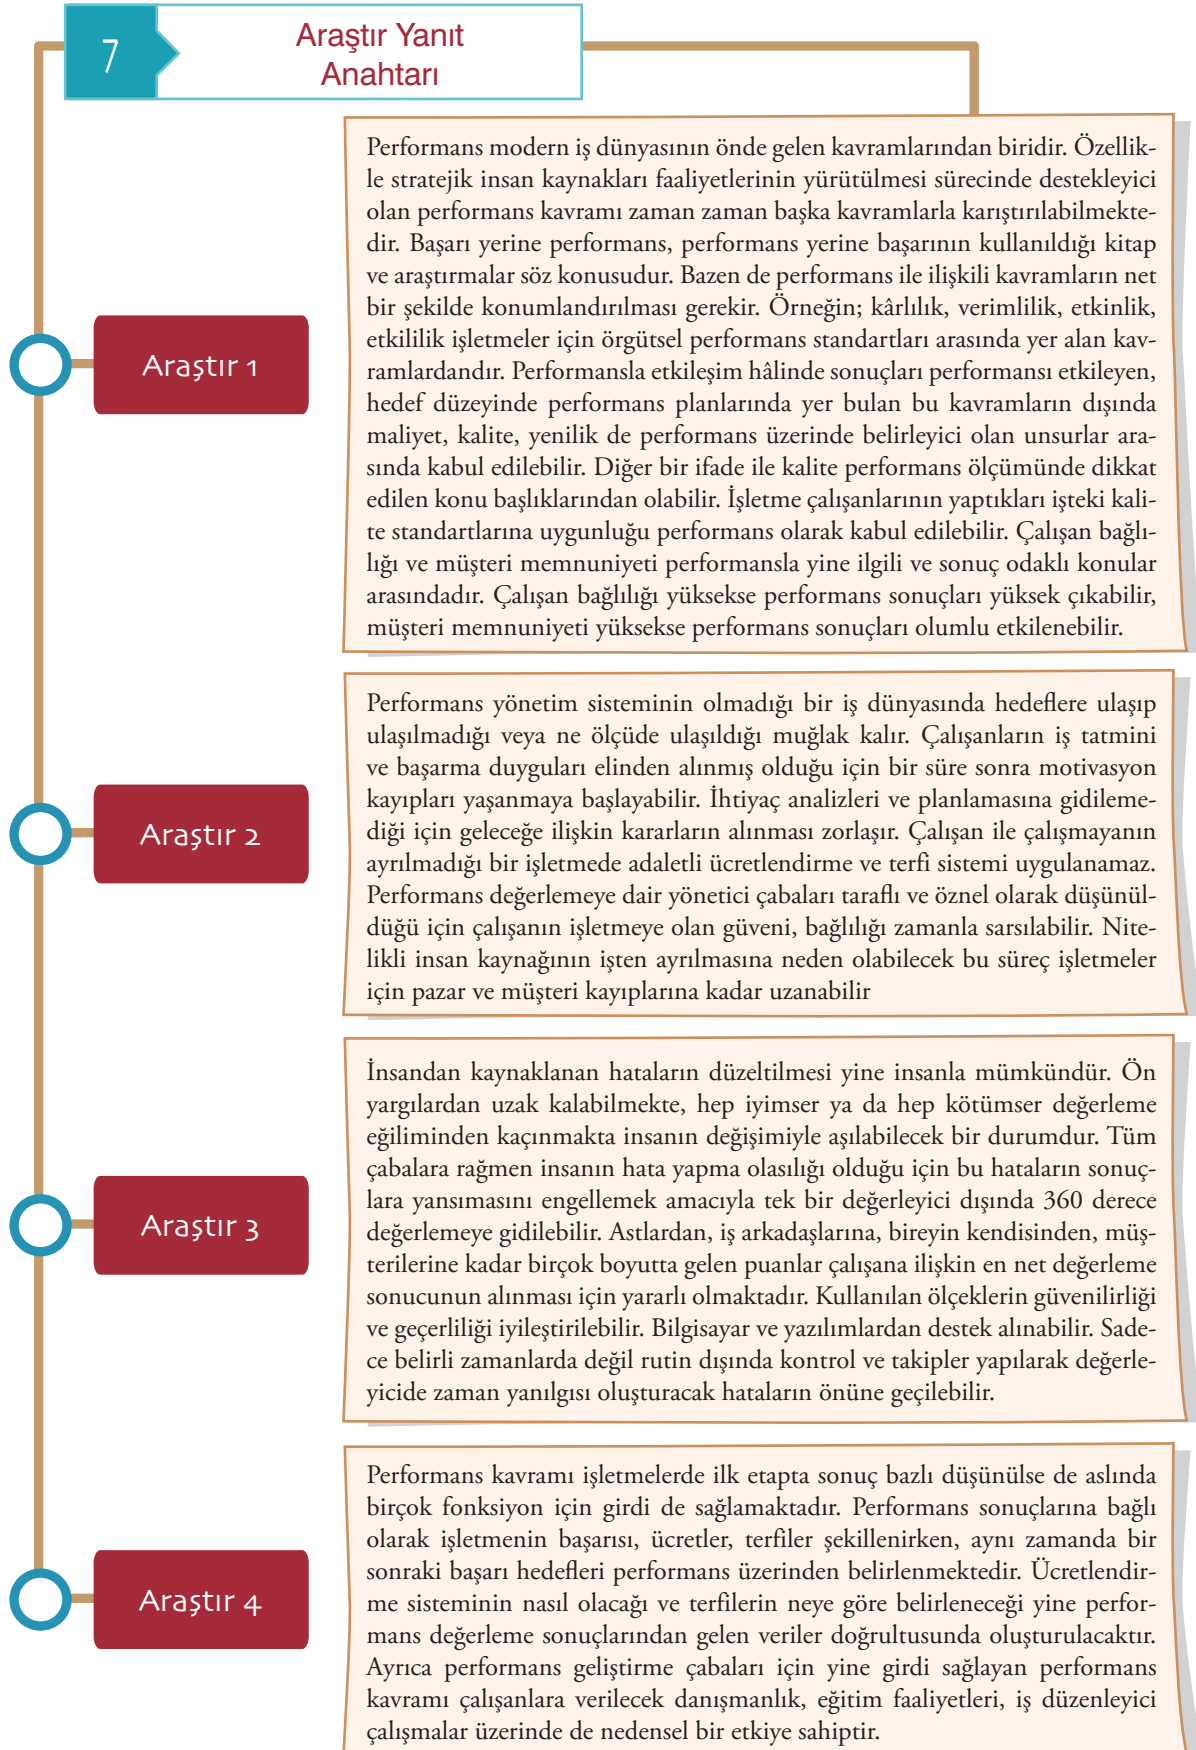 7
Araştır Yanıt
Anahtarı
Araştır 1
Performans modern iş dünyasının önde gelen kavramlarından biridir. Özellik-
le stratejik insan kaynakları faaliyetlerinin yürütülmesi sürecinde destekleyici
olan performans kavramı zaman zaman başka kavramlarla karıştırılabilmekte-
dir. Başarı yerine performans, performans yerine başarının kullanıldığı kitap
ve araştırmalar söz konusudur. Bazen de performans ile ilişkili kavramların net
bir şekilde konumlandırılması gerekir. Örneğin; kârlılık, verimlilik, etkinlik,
etkililik işletmeler için örgütsel performans standartları arasında yer alan kav-
ramlardandır. Performansla etkileşim hâlinde sonuçları performansı etkileyen,
hedef düzeyinde performans planlarında yer bulan bu kavramların dışında
maliyet, kalite, yenilik de performans üzerinde belirleyici olan unsurlar ara-
sında kabul edilebilir. Diğer bir ifade ile kalite performans ölçümünde dikkat
edilen konu başlıklarından olabilir. İşletme çalışanlarının yaptıkları işteki kali-
te standartlarına uygunluğu performans olarak kabul edilebilir. Çalışan bağlı-
lığı ve müşteri memnuniyeti performansla yine ilgili ve sonuç odaklı konular
arasındadır. Çalışan bağlılığı yüksekse performans sonuçları yüksek çıkabilir,
müşteri memnuniyeti yüksekse performans sonuçları olumlu etkilenebilir.
Araştır 2
Performans yönetim sisteminin olmadığı bir iş dünyasında hedeflere ulaşıp
ulaşılmadığı veya ne ölçüde ulaşıldığı muğlak kalır. Çalışanların iş tatmini
ve başarma duyguları elinden alınmış olduğu için bir süre sonra motivasyon
kayıpları yaşanmaya başlayabilir. İhtiyaç analizleri ve planlamasına gidileme-
diği için geleceğe ilişkin kararların alınması zorlaşır. Çalışan ile çalışmayanın
ayrılmadığı bir işletmede adaletli ücretlendirme ve terfi sistemi uygulanamaz.
Performans değerlemeye dair yönetici çabaları taraflı ve öznel olarak düşünül-
düğü için çalışanın işletmeye olan güveni, bağlılığı zamanla sarsılabilir. Nite-
likli insan kaynağının işten ayrılmasına neden olabilecek bu süreç işletmeler
için pazar ve müşteri kayıplarına kadar uzanabilir
Araştır 3
İnsandan kaynaklanan hataların düzeltilmesi yine insanla mümkündür. Ön
yargılardan uzak kalabilmekte, hep iyimser ya da hep kötümser değerleme
eğiliminden kaçınmakta insanın değişimiyle aşılabilecek bir durumdur. Tüm
çabalara rağmen insanın hata yapma olasılığı olduğu için bu hataların sonuç-
lara yansımasını engellemek amacıyla tek bir değerleyici dışında 360 derece
değerlemeye gidilebilir. Astlardan, iş arkadaşlarına, bireyin kendisinden, müş-
terilerine kadar birçok boyutta gelen puanlar çalışana ilişkin en net değerleme
sonucunun alınması için yararlı olmaktadır. Kullanılan ölçeklerin güvenilirliği
ve geçerliliği iyileştirilebilir. Bilgisayar ve yazılımlardan destek alınabilir. Sade-
ce belirli zamanlarda değil rutin dışında kontrol ve takipler yapılarak değerle-
yicide zaman yanılgısı oluşturacak hataların önüne geçilebilir.
Araştır 4
Performans kavramı işletmelerde ilk etapta sonuç bazlı düşünülse de aslında
birçok fonksiyon için girdi de sağlamaktadır. Performans sonuçlarına bağlı
olarak işletmenin başarısı, ücretler, terfiler şekillenirken, aynı zamanda bir
sonraki başarı hedefleri performans üzerinden belirlenmektedir. Ücretlendir-
me sisteminin nasıl olacağı ve terfilerin neye göre belirleneceği yine perfor-
mans değerleme sonuçlarından gelen veriler doğrultusunda oluşturulacaktır.
Ayrıca performans geliştirme çabaları için yine girdi sağlayan performans
kavramı çalışanlara verilecek danışmanlık, eğitim faaliyetleri, iş düzenleyici
çalışmalar üzerinde de nedensel bir etkiye sahiptir.